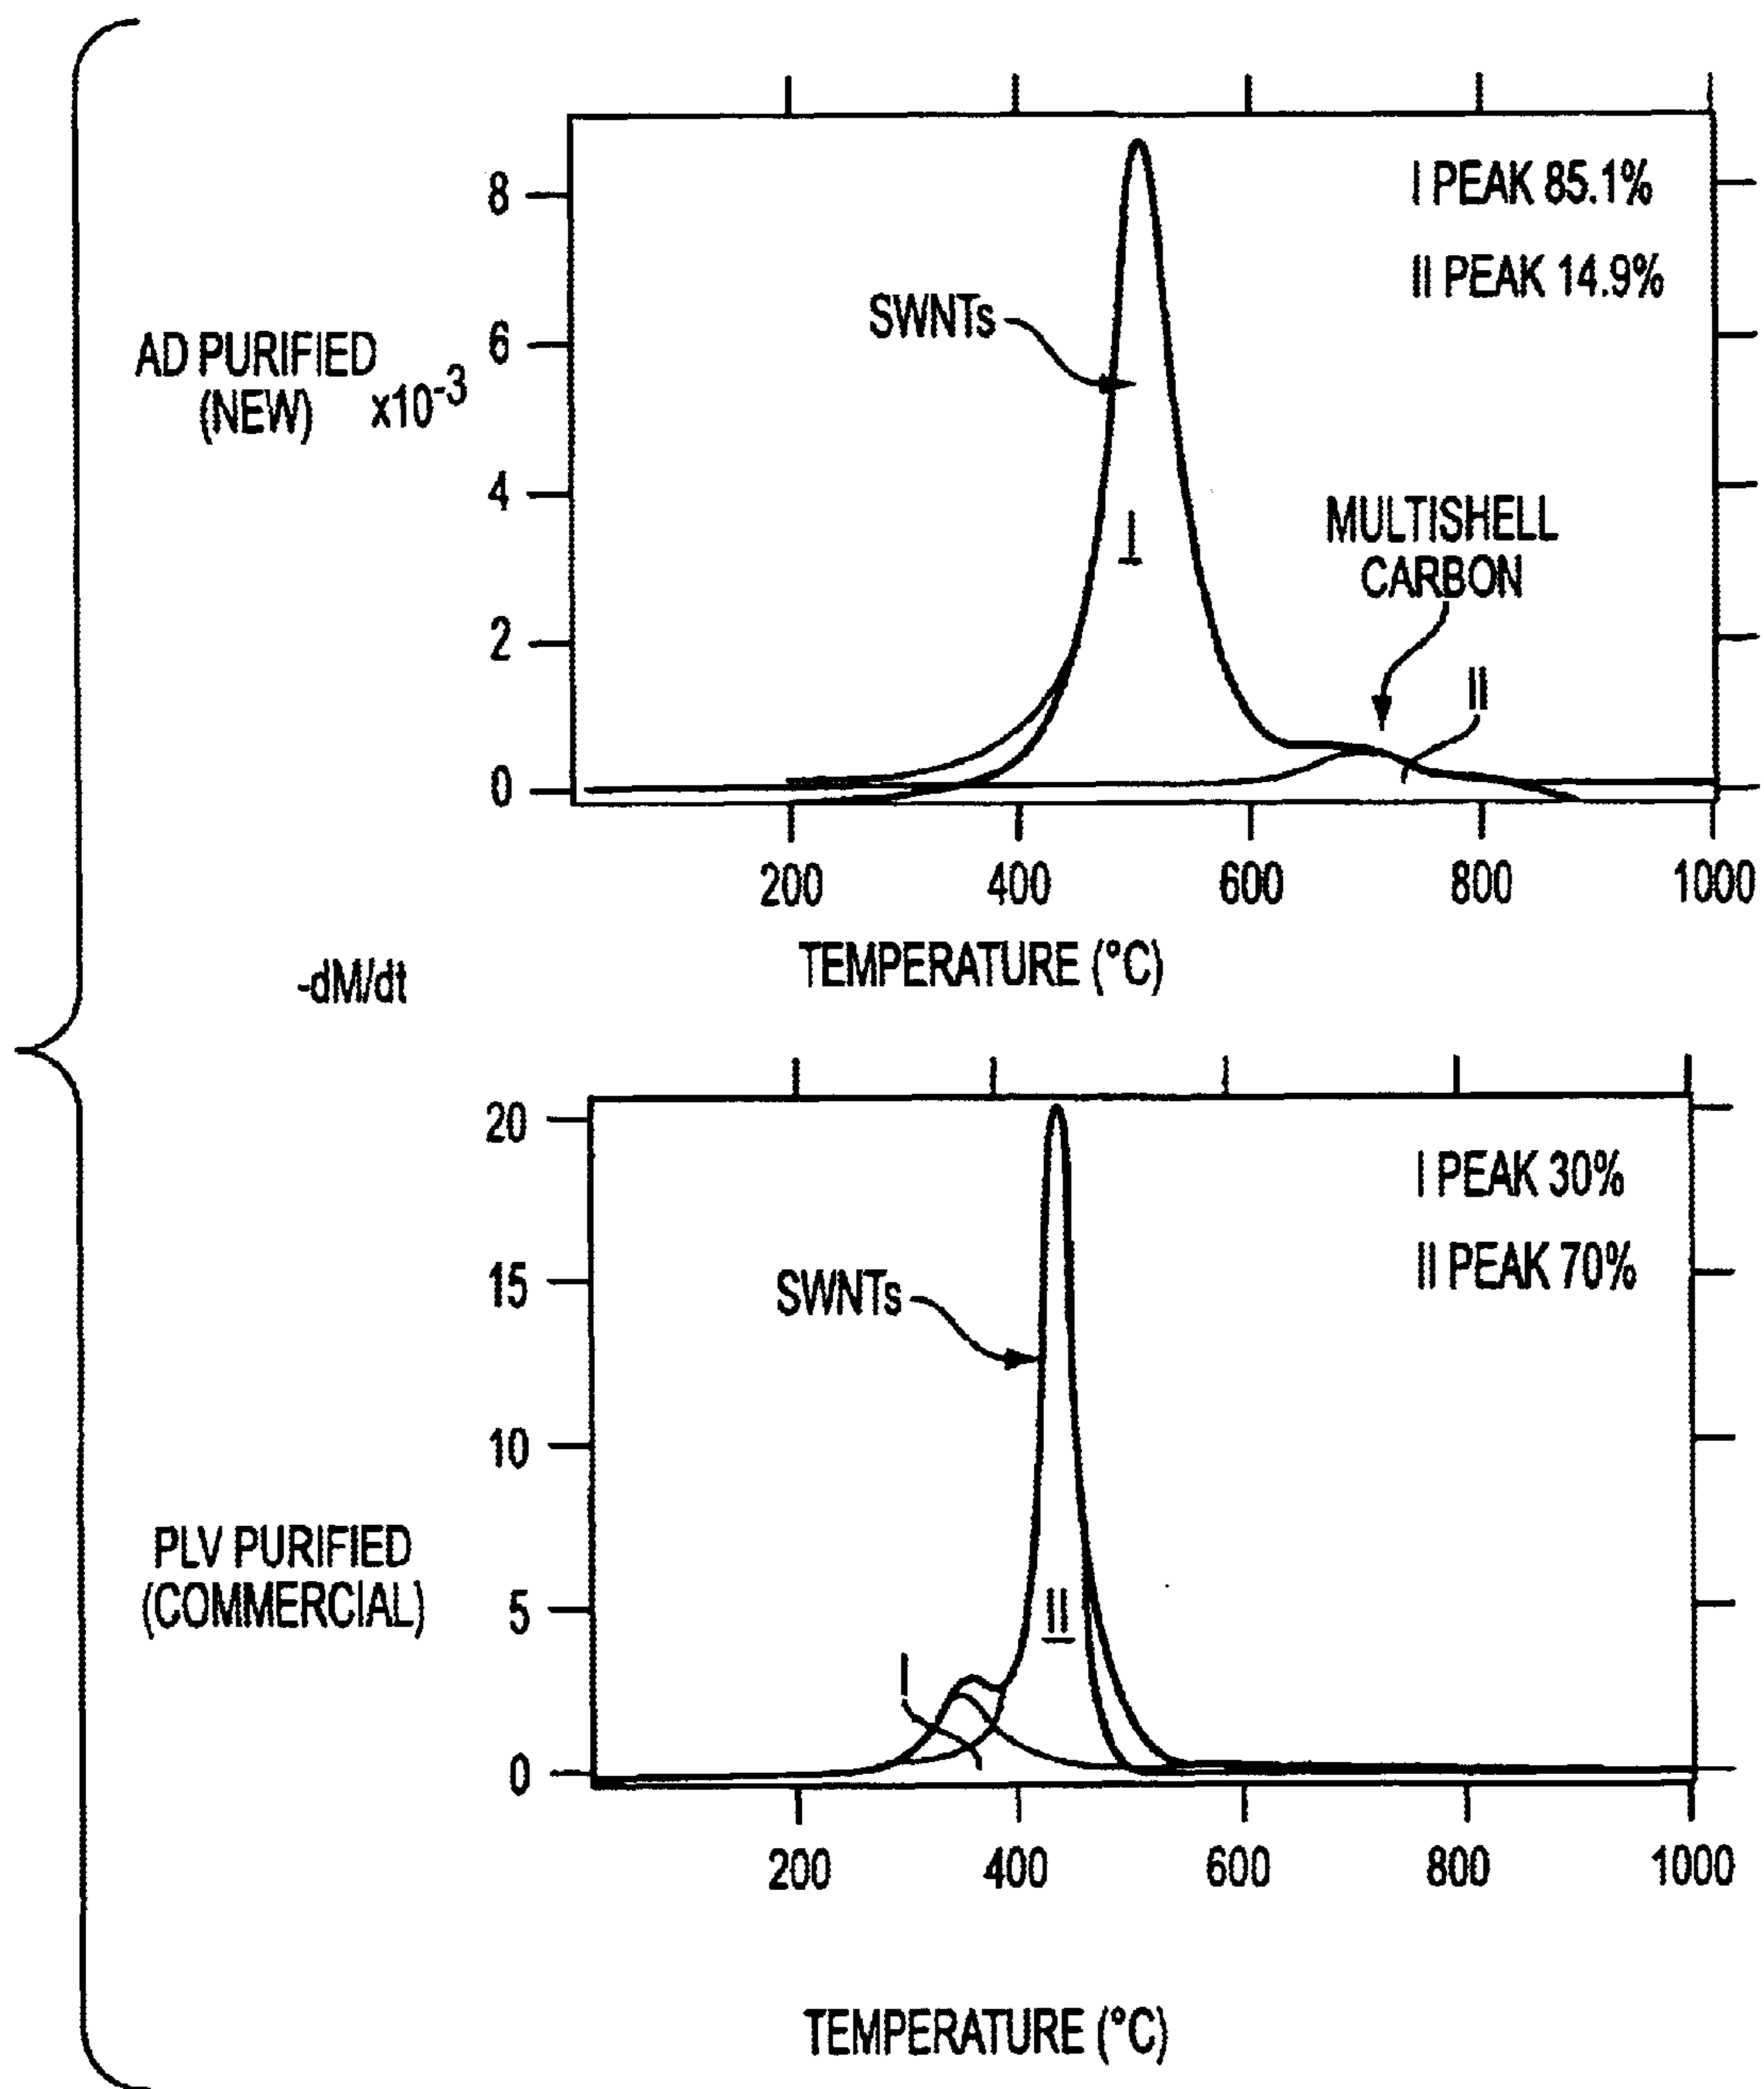 AD PURIFIED
(NEW)
x10-3
8
6
4
2
0
I PEAK 85.1%
II PEAK 14.9%
SWNTs
I
MULTISHELL
CARBON
II
200 400 600 800 1000
TEMPERATURE (°C)
-dM/dt
PLV PURIFIED
(COMMERCIAL)
20
15
10
5
0
I PEAK 30%
II PEAK 70%
SWNTs
II
I
200 400 600 800 1000
TEMPERATURE (°C)